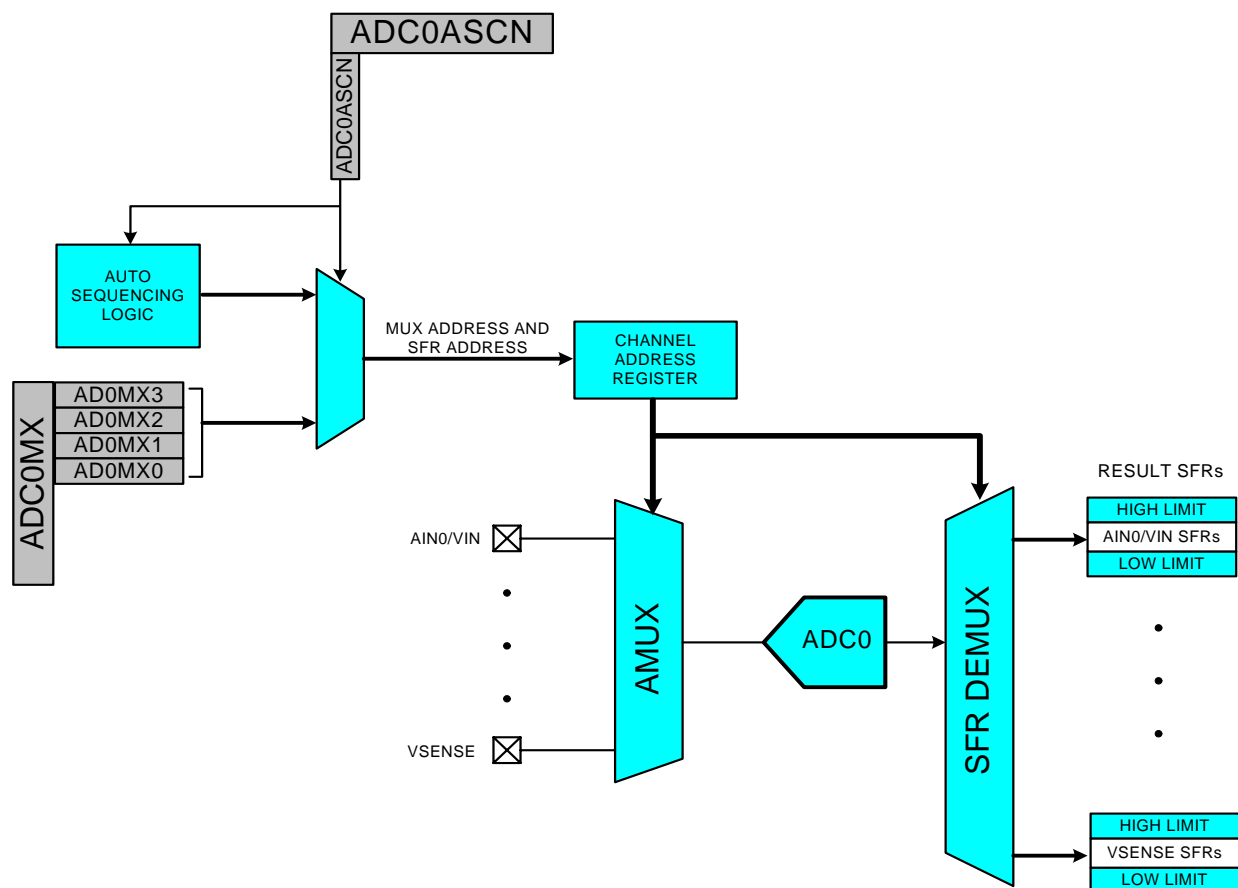 ADC0ASCN
ADC0ASCN
AUTO
SEQUENCING
LOGIC
MUX ADDRESS AND
SFR ADDRESS
CHANNEL
ADDRESS
REGISTER
ADC0MX
AD0MX3
AD0MX2
AD0MX1
AD0MX0
RESULT SFRs
HIGH LIMIT
AIN0/VIN SFRs
LOW LIMIT
AIN0/VIN
AMUX
ADC0
SFR DEMUX
VSENSE
HIGH LIMIT
VSENSE SFRs
LOW LIMIT